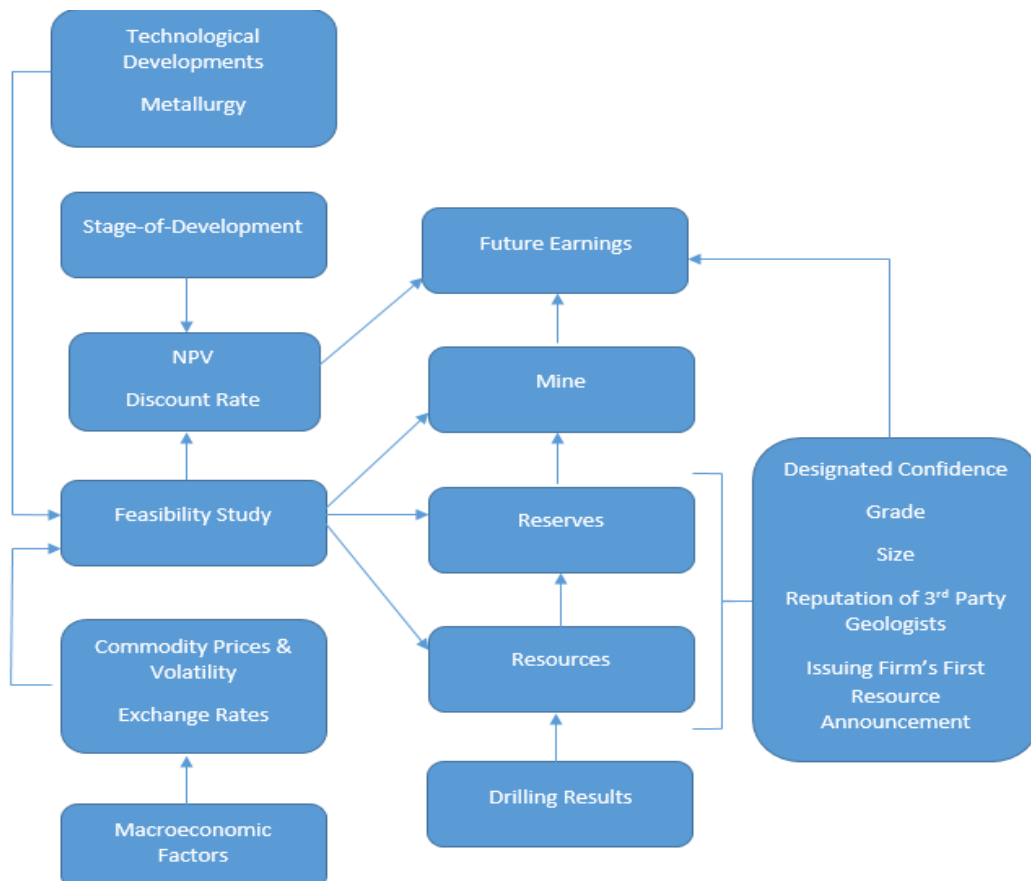 Technological
Developments
Metallurgy
Stage-of-Development
Future Earnings
NPV
Discount Rate
Mine
Feasibility Study
Reserves
Designated Confidence
Grade
Size
Reputation of 3rd Party
Geologists
Issuing Firm’s First
Resource
Announcement
Commodity Prices &
Volatility
Exchange Rates
Resources
Drilling Results
Macroeconomic
Factors